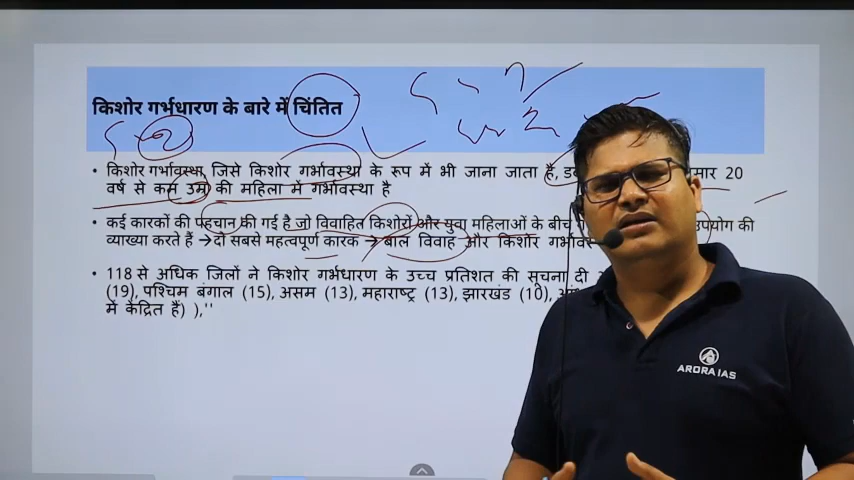 किशोर गर्भधारण के बारे में चिंतित
• किशोर गर्भावस्था, जिसे किशोर गर्भावस्था के रूप में भी जाना जाता है, मार 20
वर्ष से कम उम्र की महिला में गर्भावस्था है
• कई कारकों की पहचान की गई है जो विवाहित किशोरों और युवा महिलाओं के बीच उपयोग की
व्याख्या करते हैं → दो सबसे महत्वपूर्ण कारक → बाल विवाह और किशोर
• 118 से अधिक जिलों ने किशोर गर्भधारण के उच्च प्रतिशत की सूचना दी
(19), पश्चिम बंगाल (15), असम (13), महाराष्ट्र (13), झारखंड (10),
में केंद्रित हैं) ),''
ARORA IAS